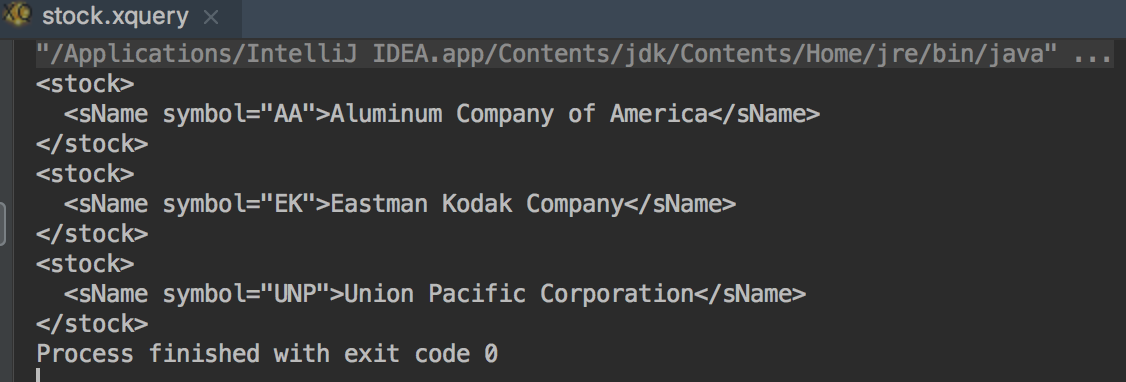 stock.xquery
"/Applications/IntelliJ IDEA.app/Contents/jdk/Contents/Home/jre/bin/java" ...
<stock>
  <sName symbol="AA">Aluminum Company of America</sName>
</stock>
<stock>
  <sName symbol="EK">Eastman Kodak Company</sName>
</stock>
<stock>
  <sName symbol="UNP">Union Pacific Corporation</sName>
</stock>
Process finished with exit code 0